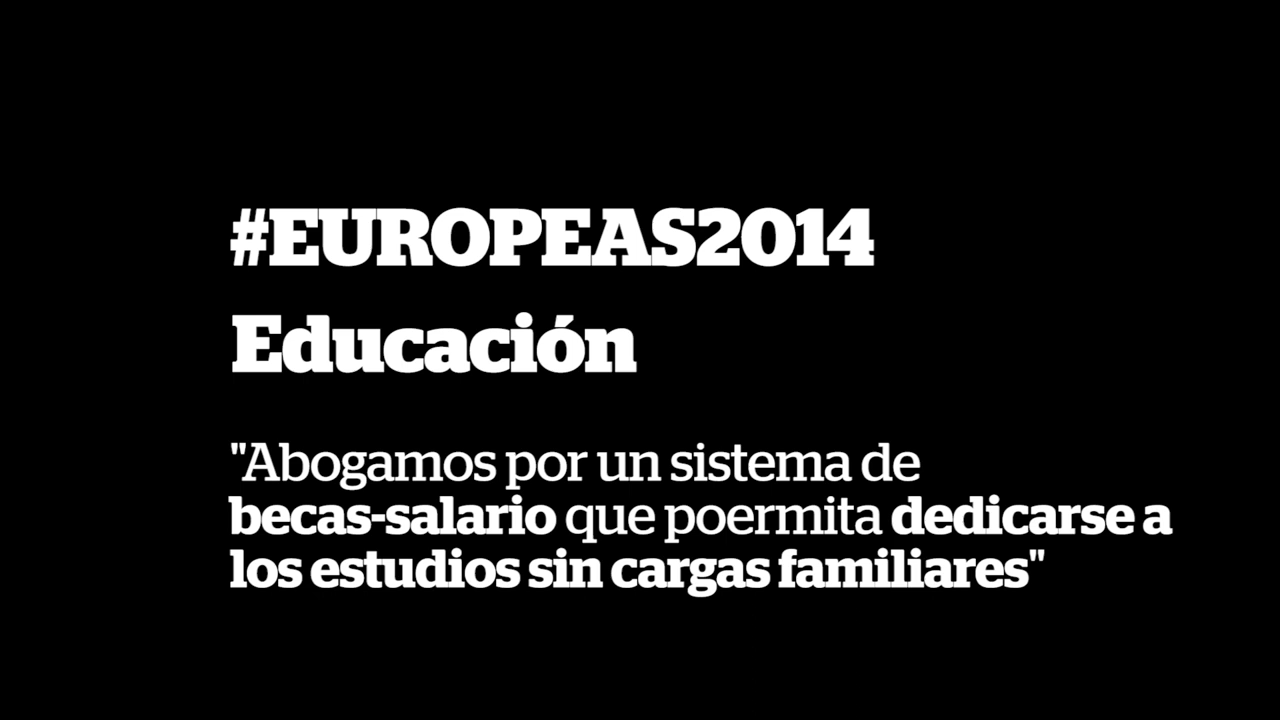 #EUROPEAS2014
Educación
"Abogamos por un sistema de
becas-salario que poermita dedicarse a
los estudios sin cargas familiares"